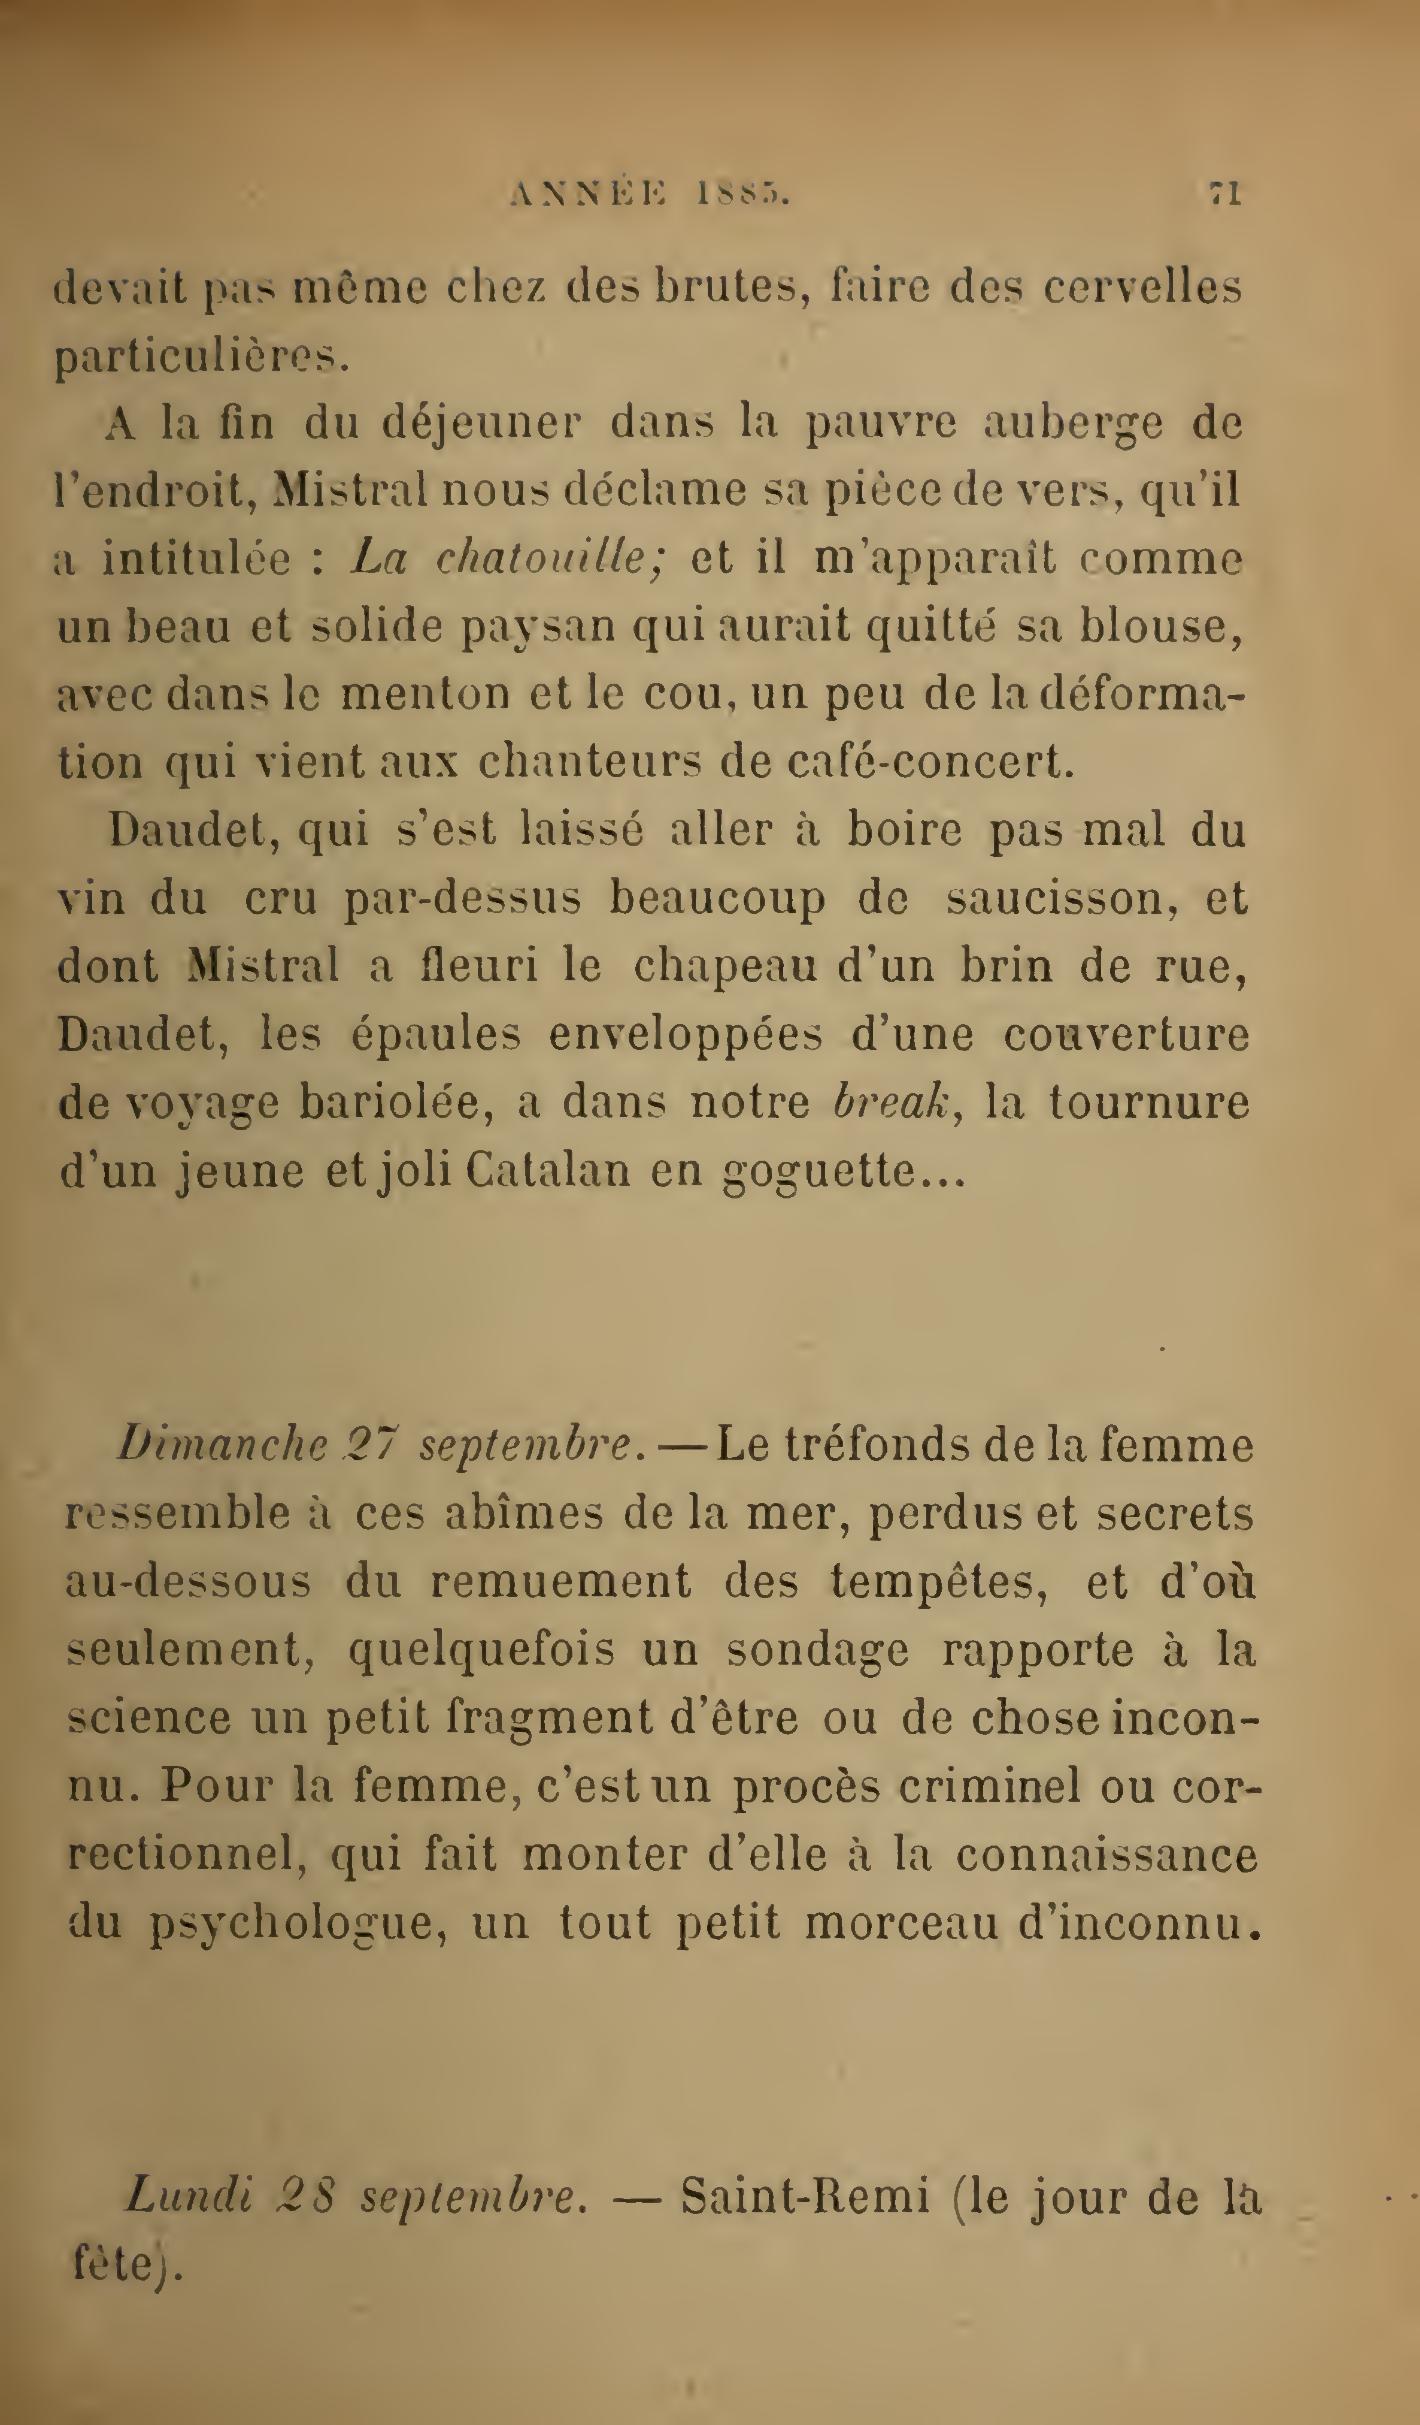 ANNÉE 1885. 71
devait pas même chez des brutes, faire des cervelles
particulières.
A la fin du déjeuner dans la pauvre auberge de
l'endroit, Mistral nous déclame sa pièce de vers, qu'il
a intitulée : La chatouille; et il m'apparaît comme
un beau et solide paysan qui aurait quitté sa blouse,
avec dans le menton et le cou, un peu de la déforma-
tion qui vient aux chanteurs de café-concert.
Daudet, qui s'est laissé aller à boire pas mal du
vin du cru par-dessus beaucoup de saucisson, et
dont Mistral a fleuri le chapeau d'un brin de rue,
Daudet, les épaules enveloppées d'une couverture
de voyage bariolée, a dans notre break, la tournure
d'un jeune et joli Catalan en goguette...
Dimanche 27 septembre. — Le tréfonds de la femme
ressemble à ces abîmes de la mer, perdus et secrets
au-dessous du remuement des tempêtes, et d'où
seulement, quelquefois un sondage rapporte à la
science un petit fragment d'être ou de chose incon-
nu. Pour la femme, c'est un procès criminel ou cor-
rectionnel, qui fait monter d'elle à la connaissance
du psychologue, un tout petit morceau d'inconnu.
Lundi 28 septembre. — Saint-Remi (le jour de la
fête).